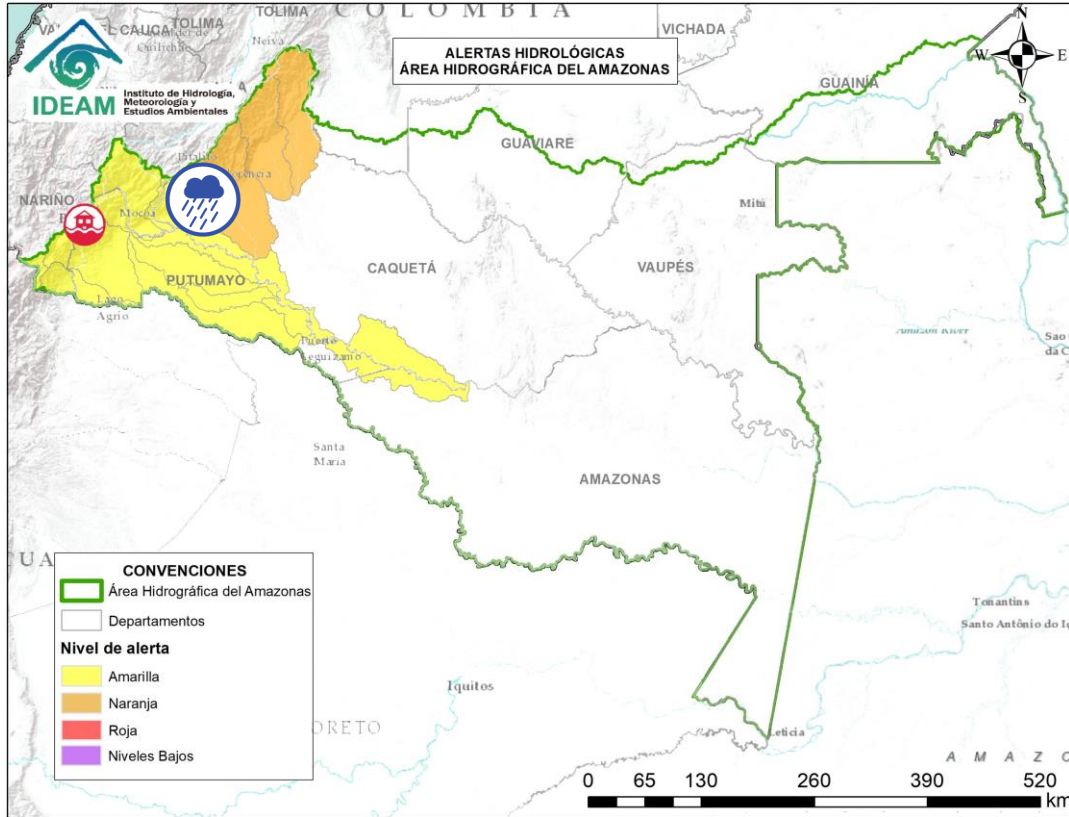 COLOMBIA
TOLIMA
TOLIMA
CAUCA
VICHADA
Quilichao
Neiva
N
W
E
S
ALERTAS HIDROLÓGICAS
ÁREA HIDROGRÁFICA DEL AMAZONAS
IDEAM
Instituto de Hidrología,
Meteorología y
Estudios Ambientales
GUAINÍA
GUAVIARE
NARIÑO
Mocoa
Mitú
CAQUETÁ
VAUPÉS
PUTUMAYO
Lago
Agrio
Amazon River
Puerto
Leguizamo
Santa
Maria
AMAZONAS
CONVENCIONES
Área Hidrográfica del Amazonas
Departamentos
Nivel de alerta
Amarilla
Naranja
Roja
Niveles Bajos
Tonantins
Santo Antônio do
Iquitos
ORETO
Leticia
0 65 130 260 390 520
km